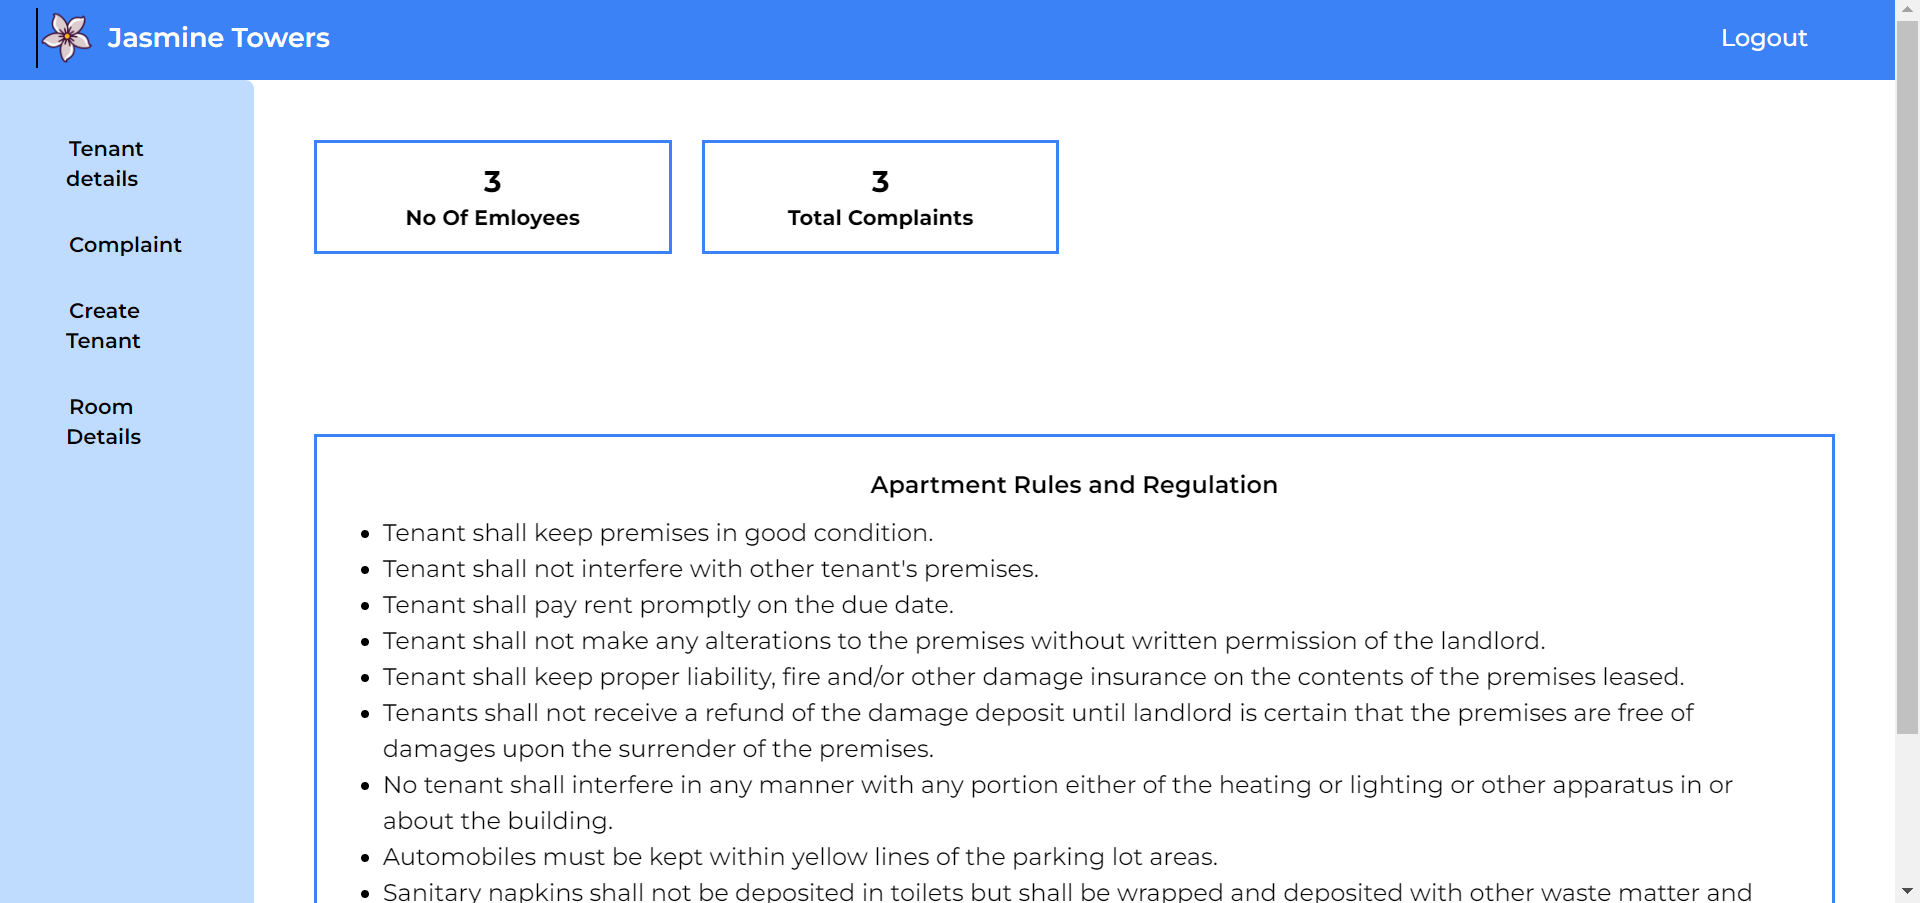 Jasmine Towers
Logout
Tenant
details
Complaint
Create
Tenant
Room
Details
3
No Of Emloyees
3
Total Complaints
Apartment Rules and Regulation
Tenant shall keep premises in good condition.
Tenant shall not interfere with other tenant's premises.
Tenant shall pay rent promptly on the due date.
Tenant shall not make any alterations to the premises without written permission of the landlord.
Tenant shall keep proper liability, fire and/or other damage insurance on the contents of the premises leased.
Tenants shall not receive a refund of the damage deposit until landlord is certain that the premises are free of
damages upon the surrender of the premises.
No tenant shall interfere in any manner with any portion either of the heating or lighting or other apparatus in or
about the building.
Automobiles must be kept within yellow lines of the parking lot areas.
Sanitary napkins shall not be deposited in toilets but shall be wrapped and deposited with other waste matter and